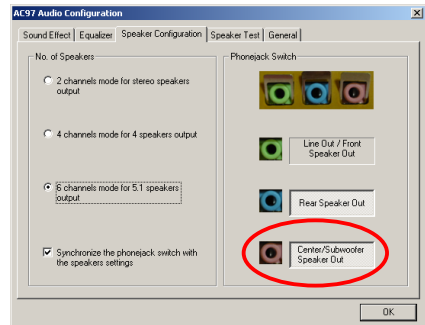 AC97 Audio Configuration
Sound Effect
Equalizer
Speaker Configuration
Speaker Test
General
No. of Speakers
2 channels mode for stereo speakers
output
4 channels mode for 4 speakers output
6 channels mode for 5.1 speakers
output
Synchronize the phonejack switch with
the speakers settings
Phonejack Switch
Line Out / Front
Speaker Out
Rear Speaker Out
Center/Subwoofer
Speaker Out
OK